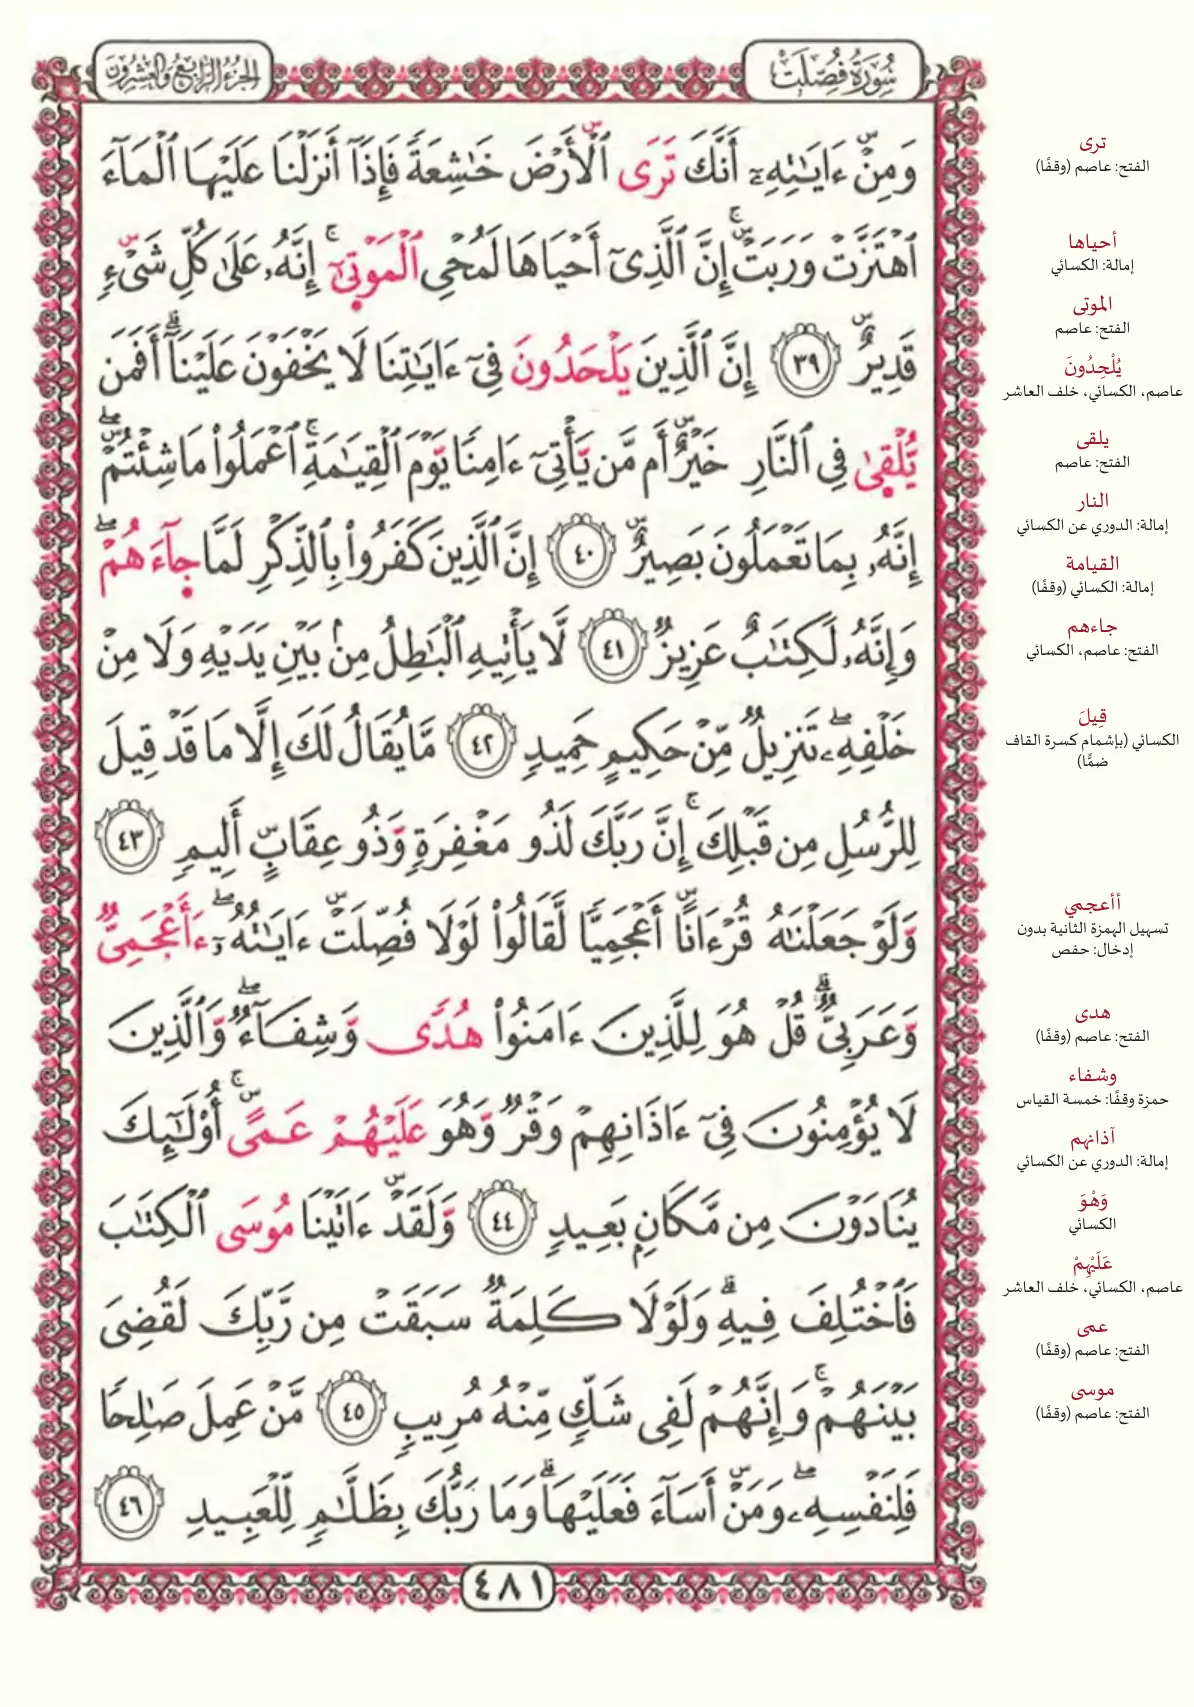 سُورَةُ فُصِّلَتْ
الجزء الرابع والعشرون
وَمِنْ ءَايَٰتِهِۦٓ أَنَّكَ تَرَى ٱلْأَرْضَ خَٰشِعَةً فَإِذَآ أَنزَلْنَا عَلَيْهَا ٱلْمَآءَ
ٱهْتَزَّتْ وَرَبَتْ ۚ إِنَّ ٱلَّذِىٓ أَحْيَاهَا لَمُحْىِ ٱلْمَوْتَىٰٓ ۚ إِنَّهُۥ عَلَىٰ كُلِّ شَىْءٍ
قَدِيرٌ ٣٩ إِنَّ ٱلَّذِينَ يَلْحَدُونَ فِىٓ ءَايَٰتِنَا لَا يَخْفَوْنَ عَلَيْنَآ ۗ أَفَمَن
يُلْقَىٰ فِى ٱلنَّارِ خَيْرٌ أَم مَّن يَأْتِىٓ ءَامِنًا يَوْمَ ٱلْقِيَٰمَةِ ۚ ٱعْمَلُوا۟ مَا شِئْتُمْ ۖ
إِنَّهُۥ بِمَا تَعْمَلُونَ بَصِيرٌ ٤٠ إِنَّ ٱلَّذِينَ كَفَرُوا۟ بِٱلذِّكْرِ لَمَّا جَآءَهُمْ ۖ
وَإِنَّهُۥ لَكِتَٰبٌ عَزِيزٌ ٤١ لَّا يَأْتِيهِ ٱلْبَٰطِلُ مِنۢ بَيْنِ يَدَيْهِ وَلَا مِنْ
خَلْفِهِۦ ۖ تَنزِيلٌ مِّنْ حَكِيمٍ حَمِيدٍ ٤٢ مَّا يُقَالُ لَكَ إِلَّا مَا قَدْ قِيلَ
لِلرُّسُلِ مِن قَبْلِكَ ۚ إِنَّ رَبَّكَ لَذُو مَغْفِرَةٍ وَذُو عِقَابٍ أَلِيمٍ ٤٣
وَلَوْ جَعَلْنَٰهُ قُرْءَانًا أَعْجَمِيًّا لَّقَالُوا۟ لَوْلَا فُصِّلَتْ ءَايَٰتُهُۥٓ ۖ ءَأَعْجَمِىٌّ
وَعَرَبِىٌّ ۗ قُلْ هُوَ لِلَّذِينَ ءَامَنُوا۟ هُدًى وَشِفَآءٌ ۖ وَٱلَّذِينَ
لَا يُؤْمِنُونَ فِىٓ ءَاذَانِهِمْ وَقْرٌ وَهُوَ عَلَيْهُمْ عَمًى ۚ أُو۟لَٰٓئِكَ
يُنَادَوْنَ مِن مَّكَانٍۭ بَعِيدٍ ٤٤ وَلَقَدْ ءَاتَيْنَا مُوسَى ٱلْكِتَٰبَ
فَٱخْتُلِفَ فِيهِ ۗ وَلَوْلَا كَلِمَةٌ سَبَقَتْ مِن رَّبِّكَ لَقُضِىَ
بَيْنَهُمْ ۚ وَإِنَّهُمْ لَفِى شَكٍّ مِّنْهُ مُرِيبٍ ٤٥ مَّنْ عَمِلَ صَٰلِحًا
فَلِنَفْسِهِۦ ۖ وَمَنْ أَسَآءَ فَعَلَيْهَا ۗ وَمَا رَبُّكَ بِظَلَّٰمٍ لِّلْعَبِيدِ ٤٦
٤٨١
ترى
الفتح: عاصم (وقفًا)
أحياها
إمالة: الكسائي
الموتى
الفتح: عاصم
يُلْحِدُونَ
عاصم، الكسائي، خلف العاشر
يلقى
الفتح: عاصم
النار
إمالة: الدوري عن الكسائي
القيامة
إمالة: الكسائي (وقفًا)
جاءهم
الفتح: عاصم، الكسائي
قِيلَ
الكسائي (بإشمام كسرة القاف
ضمًّا)
أأعجمي
تسهيل الهمزة الثانية بدون
إدخال: حفص
هدى
الفتح: عاصم (وقفًا)
وشفاء
حمزة وقفًا: خمسة القياس
آذانهم
إمالة: الدوري عن الكسائي
وَهْوَ
الكسائي
عَلَيْهِمْ
عاصم، الكسائي، خلف العاشر
عمى
الفتح: عاصم (وقفًا)
موسى
الفتح: عاصم (وقفًا)